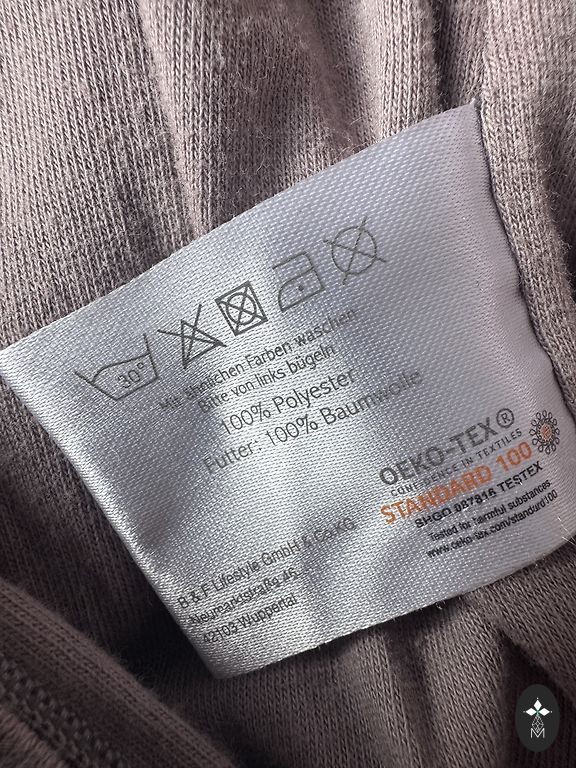 30°
Mit ähnlichen Farben waschen
Bitte von links bügeln
100% Polyester
Futter: 100% Baumwolle
OEKO-TEX®
CONFIDENCE IN TEXTILES
STANDARD 100
SHGO 087816 TESTEX
Tested for harmful substances
www.oeko-tex.com/standard100
B & F Lifestyle GmbH & Co.KG
Neumarktstraße 46
42103 Wuppertal
M